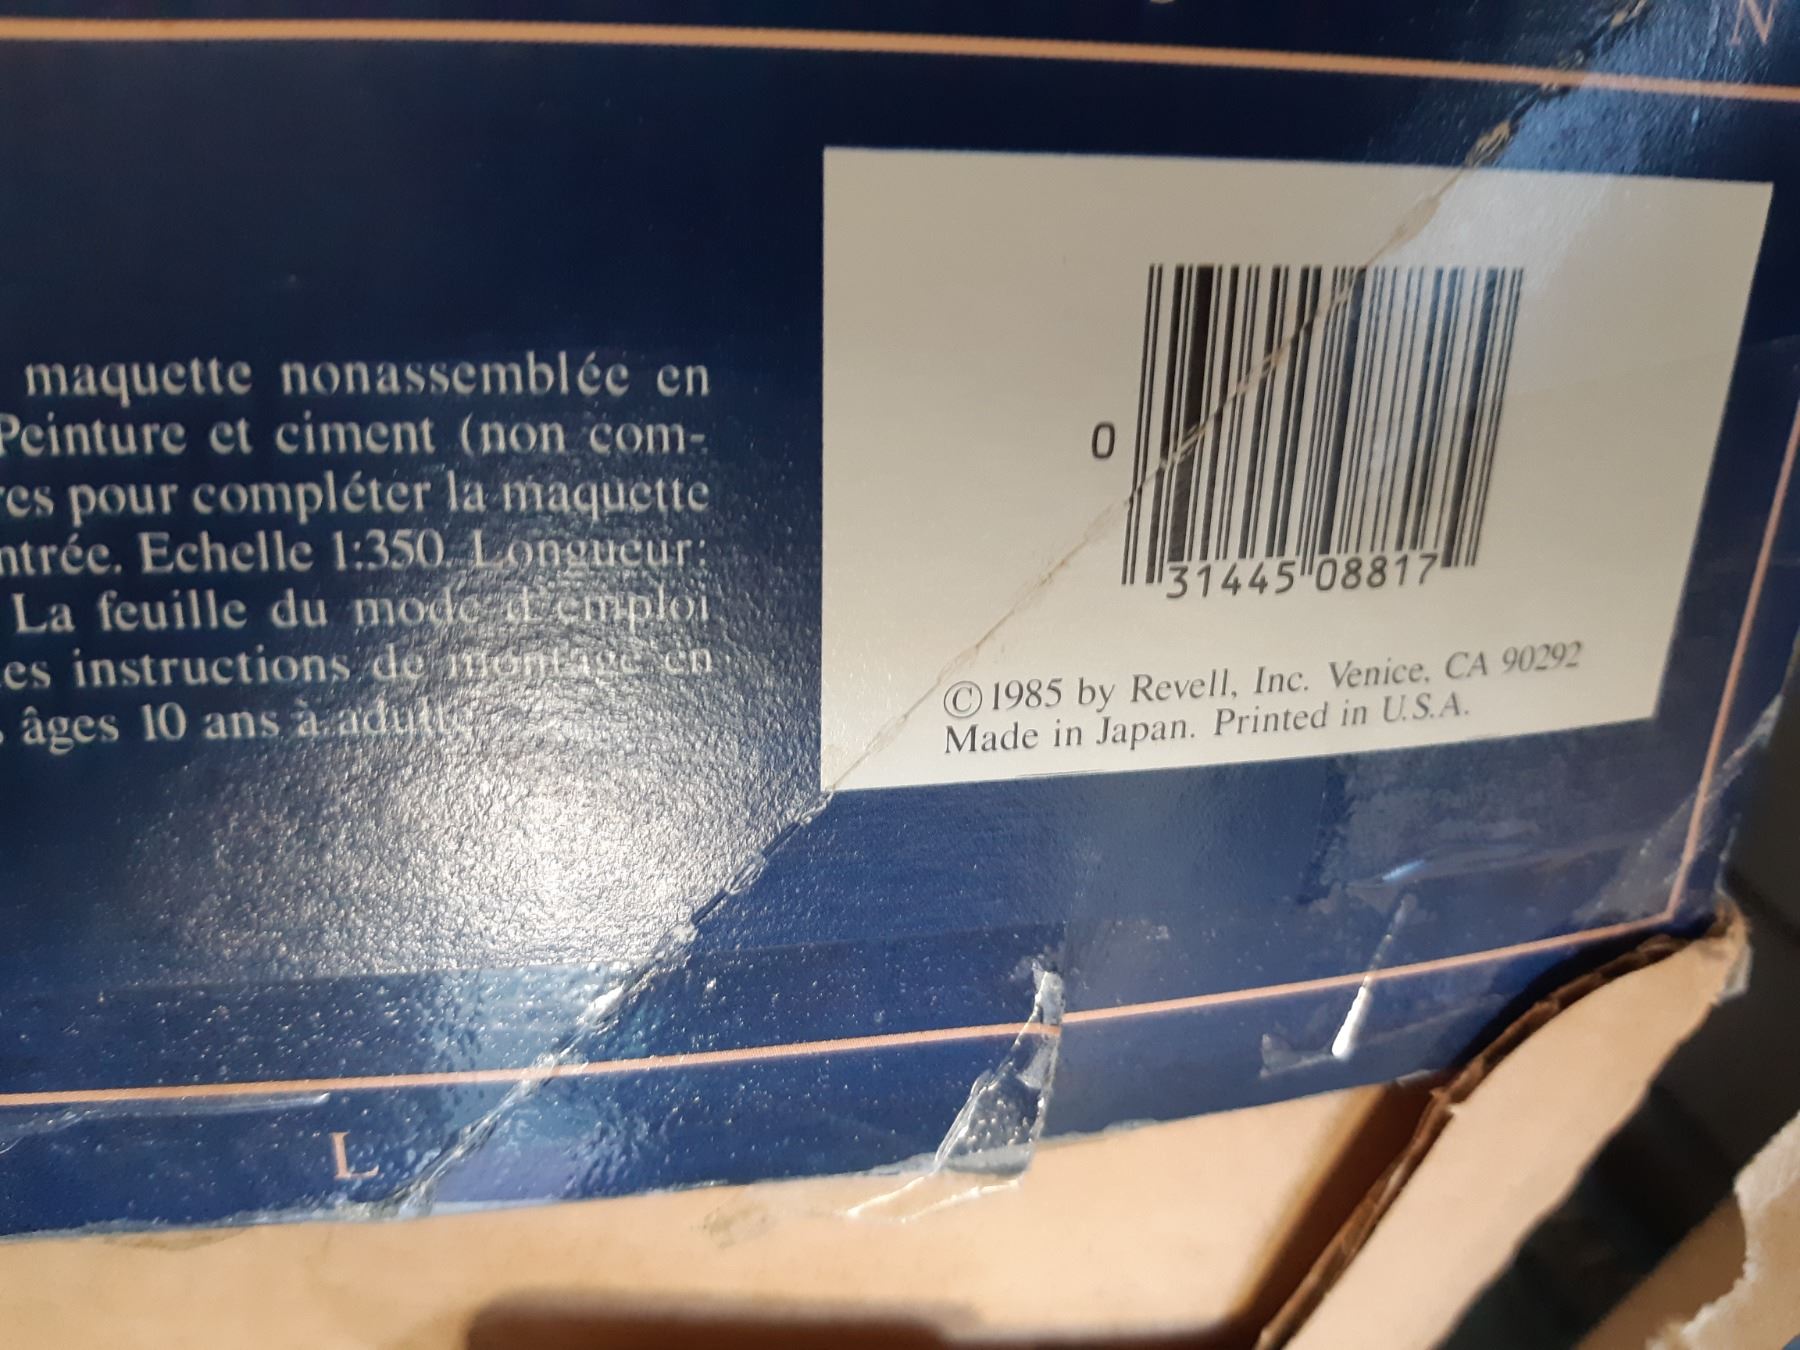 N
maquette nonassemblée en
Peinture et ciment (non com-
res pour compléter la maquette
ntrée. Echelle 1:350. Longueur:
La feuille du mode d'emploi
es instructions de montage en
âges 10 ans à adulte
0 31445 08817
© 1985 by Revell, Inc. Venice, CA 90292
Made in Japan. Printed in U.S.A.
L